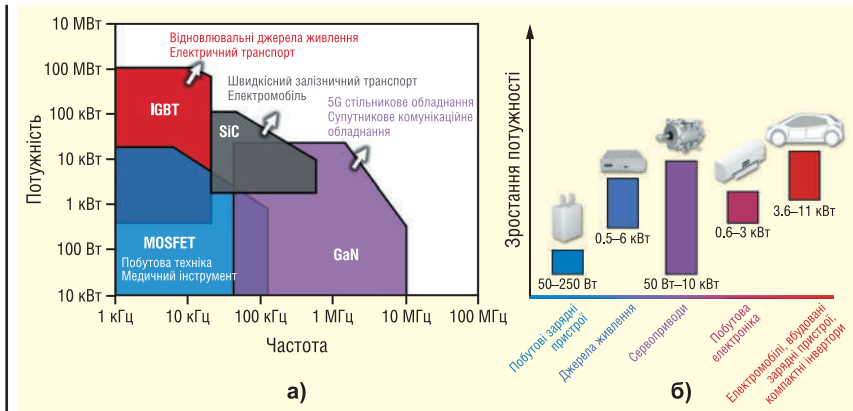 10 МВт
100 МВт
100 кВт
10 кВт
1 кВт
100 Вт
10 кВт
Потужність
1 кГц
10 кГц
100 кГц
1 МГц
10 МГц
100 МГц
Частота
Відновлювальні джерела живлення
Електричний транспорт
Швидкісний залізничний транспорт
Електромобіль
5G стільникове обладнання
Супутникове комунікаційне
обладнання
IGBT
SiC
MOSFET
Побутова техніка
Медичний інструмент
GaN
а)
Зростання потужності
50–250 Вт
0.5–6 кВт
50 Вт–10 кВт
0.6–3 кВт
3.6–11 кВт
Побутові зарядні
пристрої
Джерела живлення
Сервоприводи
Побутова
електроніка
Електромобілі, вбудовані
зарядні пристрої,
компактні інвертори
б)